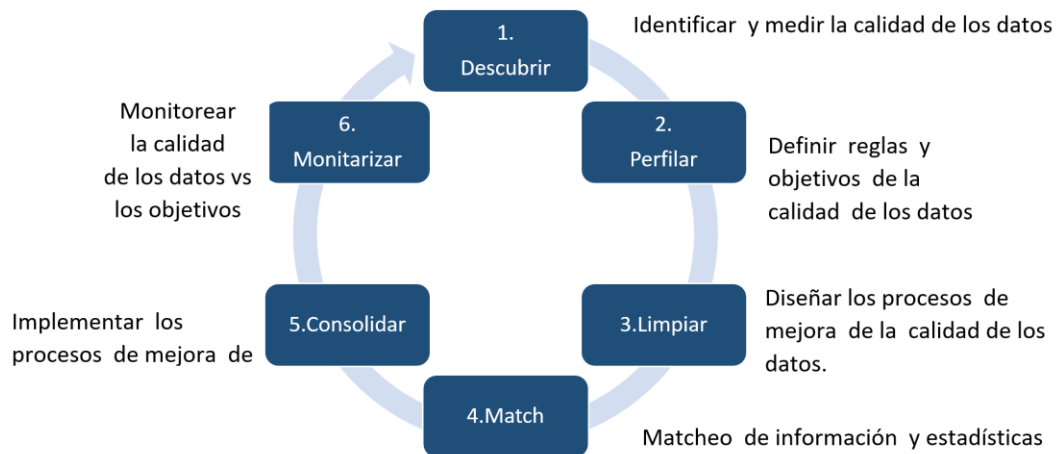 1.
Descubrir
Identificar y medir la calidad de los datos
2.
Perfilar
Definir reglas y
objetivos de la
calidad de los datos
3.Limpiar
Diseñar los procesos de
mejora de la calidad de los
datos.
4.Match
Matcheo de información y estadísticas
5.Consolidar
Implementar los
procesos de mejora de
6.
Monitarizar
Monitorear
la calidad
de los datos vs
los objetivos